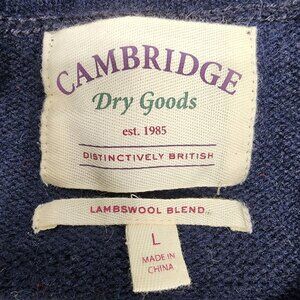 CAMBRIDGE
Dry Goods
est. 1985
DISTINCTIVELY BRITISH
LAMBSWOOL BLEND
L
MADE IN
CHINA